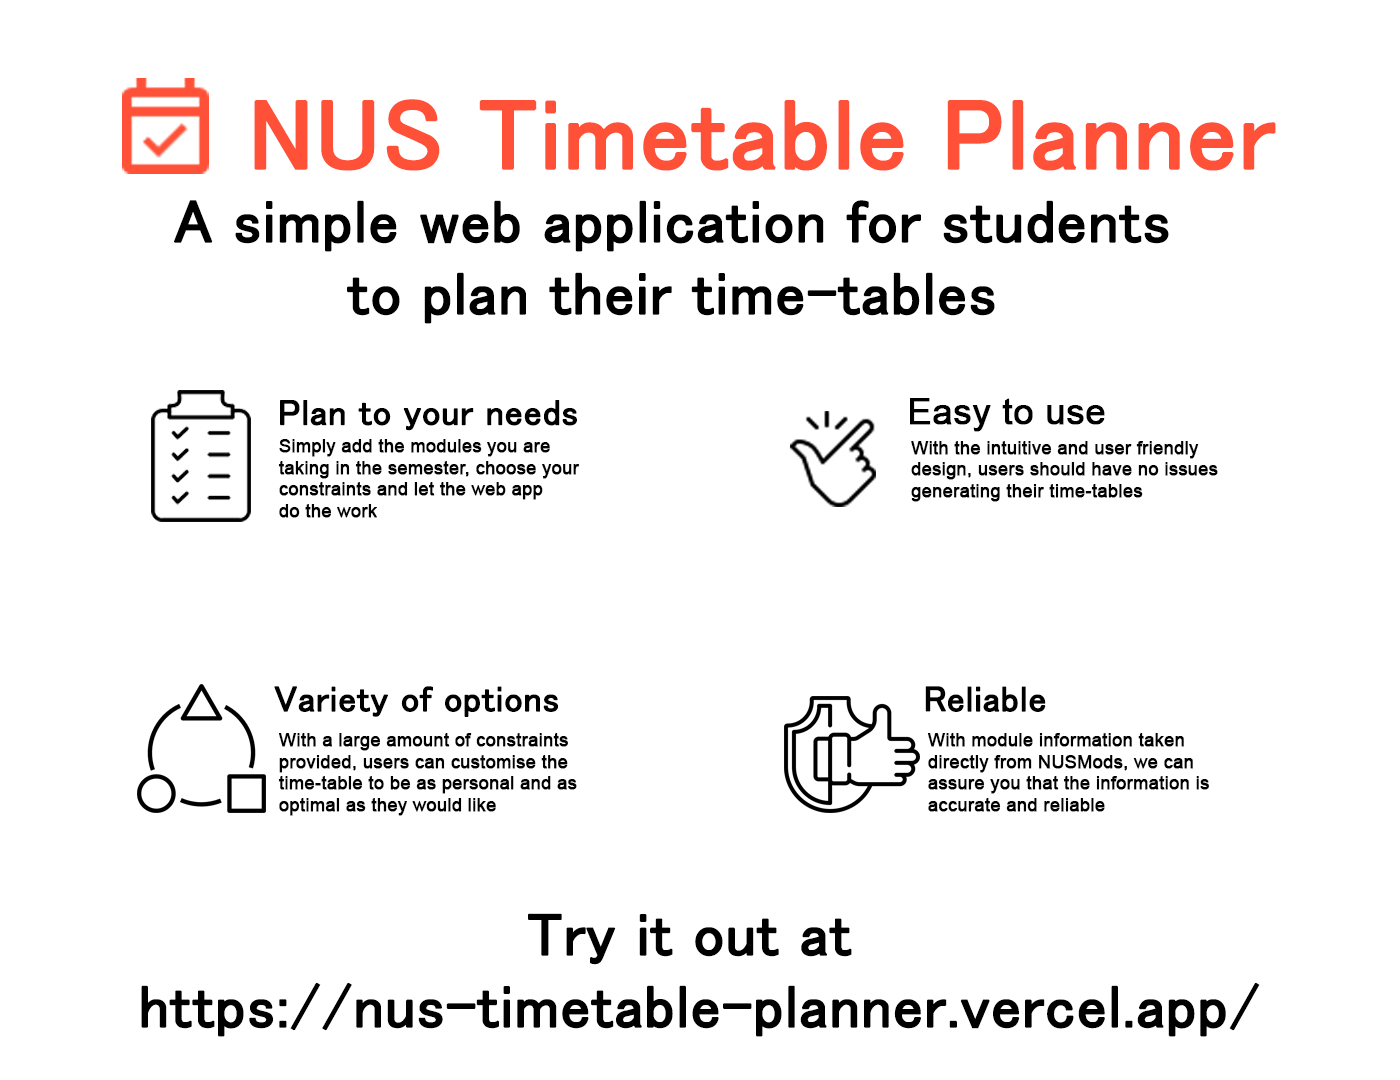 NUS Timetable Planner
A simple web application for students
to plan their time-tables
Plan to your needs
Simply add the modules you are
taking in the semester, choose your
constraints and let the web app
do the work
Easy to use
With the intuitive and user friendly
design, users should have no issues
generating their time-tables
Variety of options
With a large amount of constraints
provided, users can customise the
time-table to be as personal and as
optimal as they would like
Reliable
With module information taken
directly from NUSMods, we can
assure you that the information is
accurate and reliable
Try it out at
https://nus-timetable-planner.vercel.app/